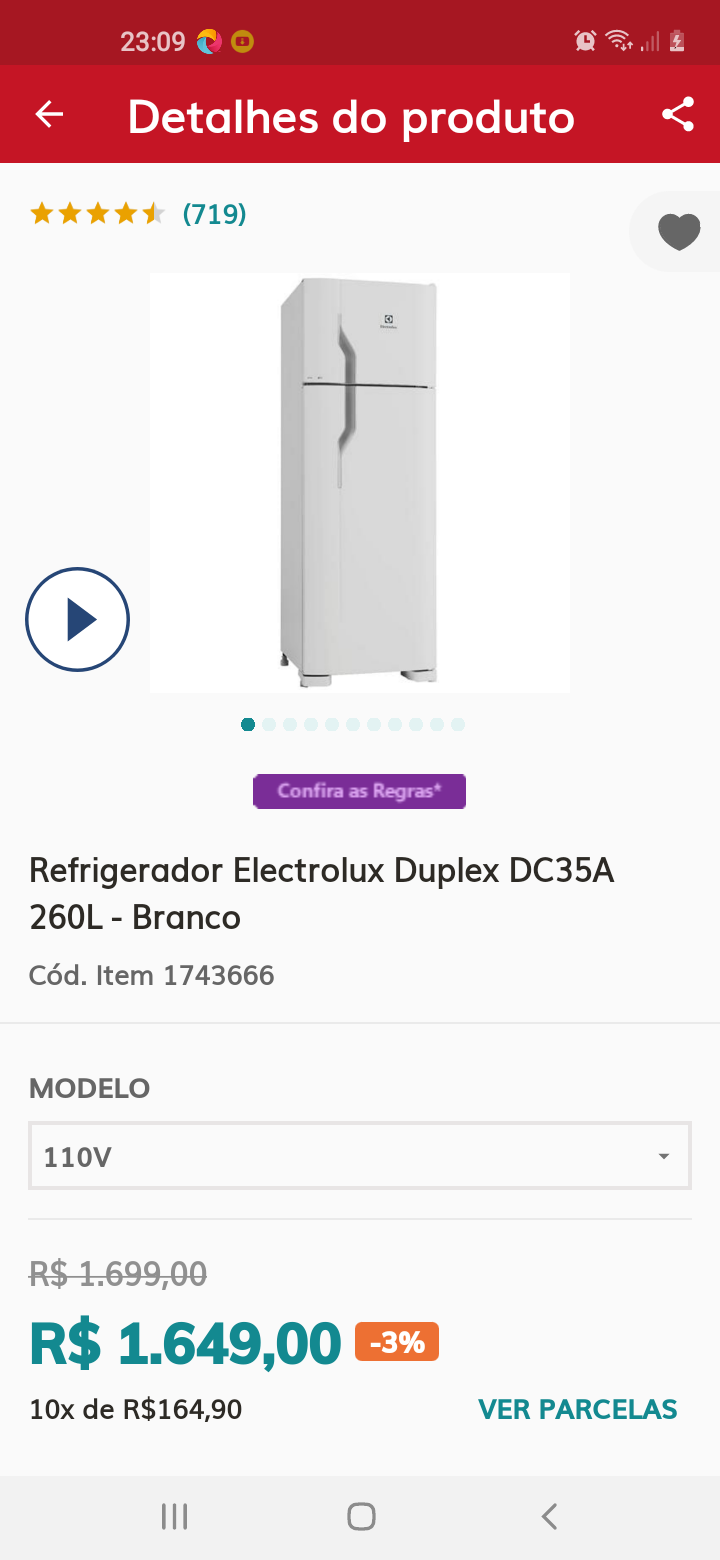 23:09
Detalhes do produto
(719)
Electrolux
Confira as Regras*
Refrigerador Electrolux Duplex DC35A
260L - Branco
Cód. Item 1743666
MODELO
110V
R$ 1.699,00
R$ 1.649,00 -3%
10x de R$164,90 VER PARCELAS